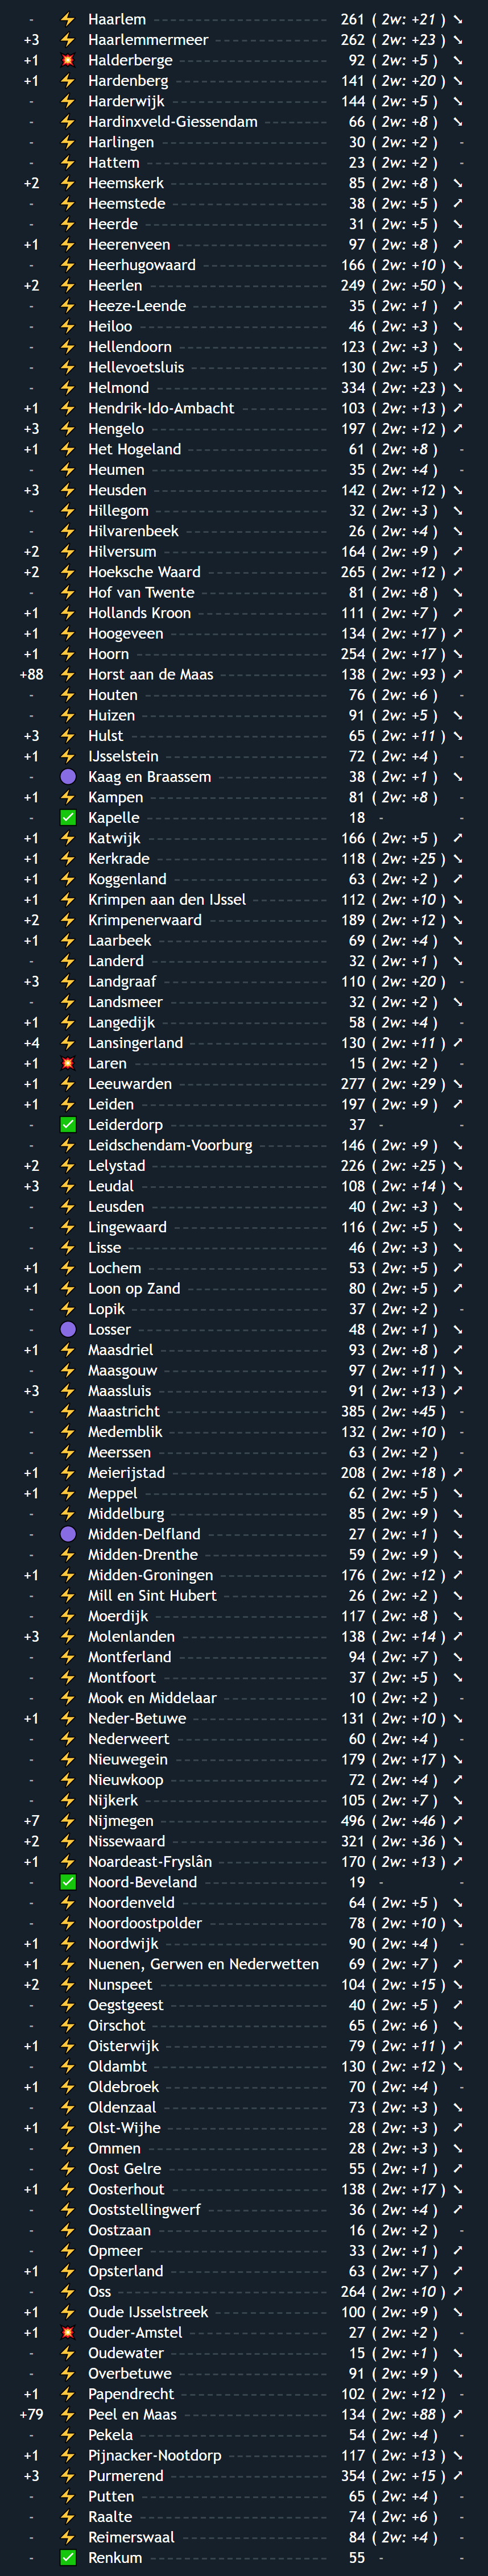 - ⚡ Haarlem 261 ( 2w: +21 ) ↘
+3 ⚡ Haarlemmermeer 262 ( 2w: +23 ) ↘
+1 💥 Halderberge 92 ( 2w: +5 ) ↘
+1 ⚡ Hardenberg 141 ( 2w: +20 ) ↘
- ⚡ Harderwijk 144 ( 2w: +5 ) ↘
- ⚡ Hardinxveld-Giessendam 66 ( 2w: +8 ) ↘
- ⚡ Harlingen 30 ( 2w: +2 ) -
- ⚡ Hattem 23 ( 2w: +2 ) -
+2 ⚡ Heemskerk 85 ( 2w: +8 ) ↘
- ⚡ Heemstede 38 ( 2w: +5 ) ↗
- ⚡ Heerde 31 ( 2w: +5 ) ↘
+1 ⚡ Heerenveen 97 ( 2w: +8 ) ↗
- ⚡ Heerhugowaard 166 ( 2w: +10 ) ↘
+2 ⚡ Heerlen 249 ( 2w: +50 ) ↘
- ⚡ Heeze-Leende 35 ( 2w: +1 ) ↗
- ⚡ Heiloo 46 ( 2w: +3 ) ↘
- ⚡ Hellendoorn 123 ( 2w: +3 ) ↘
- ⚡ Hellevoetsluis 130 ( 2w: +5 ) ↗
- ⚡ Helmond 334 ( 2w: +23 ) ↘
+1 ⚡ Hendrik-Ido-Ambacht 103 ( 2w: +13 ) ↗
+3 ⚡ Hengelo 197 ( 2w: +12 ) ↗
+1 ⚡ Het Hogeland 61 ( 2w: +8 ) -
- ⚡ Heumen 35 ( 2w: +4 ) -
+3 ⚡ Heusden 142 ( 2w: +12 ) ↘
- ⚡ Hillegom 32 ( 2w: +3 ) ↘
- ⚡ Hilvarenbeek 26 ( 2w: +4 ) ↘
+2 ⚡ Hilversum 164 ( 2w: +9 ) ↗
+2 ⚡ Hoeksche Waard 265 ( 2w: +12 ) ↗
- ⚡ Hof van Twente 81 ( 2w: +8 ) ↘
+1 ⚡ Hollands Kroon 111 ( 2w: +7 ) ↗
+1 ⚡ Hoogeveen 134 ( 2w: +17 ) ↗
+1 ⚡ Hoorn 254 ( 2w: +17 ) ↘
+88 ⚡ Horst aan de Maas 138 ( 2w: +93 ) ↗
- ⚡ Houten 76 ( 2w: +6 ) -
- ⚡ Huizen 91 ( 2w: +5 ) ↘
+3 ⚡ Hulst 65 ( 2w: +11 ) ↘
+1 ⚡ IJsselstein 72 ( 2w: +4 ) -
- 🟣 Kaag en Braassem 38 ( 2w: +1 ) ↘
+1 ⚡ Kampen 81 ( 2w: +8 ) -
- ✅ Kapelle 18 - -
+1 ⚡ Katwijk 166 ( 2w: +5 ) ↗
+1 ⚡ Kerkrade 118 ( 2w: +25 ) ↘
+1 ⚡ Koggenland 63 ( 2w: +2 ) ↗
+1 ⚡ Krimpen aan den IJssel 112 ( 2w: +10 ) ↘
+2 ⚡ Krimpenerwaard 189 ( 2w: +12 ) ↘
+1 ⚡ Laarbeek 69 ( 2w: +4 ) ↘
- ⚡ Landerd 32 ( 2w: +1 ) ↘
+3 ⚡ Landgraaf 110 ( 2w: +20 ) -
- ⚡ Landsmeer 32 ( 2w: +2 ) ↘
+1 ⚡ Langedijk 58 ( 2w: +4 ) -
+4 ⚡ Lansingerland 130 ( 2w: +11 ) ↗
+1 💥 Laren 15 ( 2w: +2 ) -
+1 ⚡ Leeuwarden 277 ( 2w: +29 ) ↘
+1 ⚡ Leiden 197 ( 2w: +9 ) ↗
- ✅ Leiderdorp 37 - -
- ⚡ Leidschendam-Voorburg 146 ( 2w: +9 ) ↘
+2 ⚡ Lelystad 226 ( 2w: +25 ) ↘
+3 ⚡ Leudal 108 ( 2w: +14 ) ↘
- ⚡ Leusden 40 ( 2w: +3 ) ↘
- ⚡ Lingewaard 116 ( 2w: +5 ) ↘
- ⚡ Lisse 46 ( 2w: +3 ) ↘
+1 ⚡ Lochem 53 ( 2w: +5 ) ↗
+1 ⚡ Loon op Zand 80 ( 2w: +5 ) ↗
- ⚡ Lopik 37 ( 2w: +2 ) -
- 🟣 Losser 48 ( 2w: +1 ) ↘
+1 ⚡ Maasdriel 93 ( 2w: +8 ) ↗
- ⚡ Maasgouw 97 ( 2w: +11 ) ↘
+3 ⚡ Maassluis 91 ( 2w: +13 ) ↗
- ⚡ Maastricht 385 ( 2w: +45 ) -
- ⚡ Medemblik 132 ( 2w: +10 ) -
- ⚡ Meerssen 63 ( 2w: +2 ) -
+1 ⚡ Meierijstad 208 ( 2w: +18 ) ↗
+1 ⚡ Meppel 62 ( 2w: +5 ) ↘
- ⚡ Middelburg 85 ( 2w: +9 ) ↘
- 🟣 Midden-Delfland 27 ( 2w: +1 ) ↘
- ⚡ Midden-Drenthe 59 ( 2w: +9 ) ↘
+1 ⚡ Midden-Groningen 176 ( 2w: +12 ) ↗
- ⚡ Mill en Sint Hubert 26 ( 2w: +2 ) ↘
- ⚡ Moerdijk 117 ( 2w: +8 ) ↘
+3 ⚡ Molenlanden 138 ( 2w: +14 ) ↗
- ⚡ Montferland 94 ( 2w: +7 ) ↘
- ⚡ Montfoort 37 ( 2w: +5 ) ↘
- ⚡ Mook en Middelaar 10 ( 2w: +2 ) -
+1 ⚡ Neder-Betuwe 131 ( 2w: +10 ) ↘
- ⚡ Nederweert 60 ( 2w: +4 ) -
- ⚡ Nieuwegein 179 ( 2w: +17 ) ↘
- ⚡ Nieuwkoop 72 ( 2w: +4 ) ↗
- ⚡ Nijkerk 105 ( 2w: +7 ) ↘
+7 ⚡ Nijmegen 496 ( 2w: +46 ) ↗
+2 ⚡ Nissewaard 321 ( 2w: +36 ) ↘
+1 ⚡ Noardeast-Fryslân 170 ( 2w: +13 ) ↗
- ✅ Noord-Beveland 19 - -
- ⚡ Noordenveld 64 ( 2w: +5 ) ↘
- ⚡ Noordoostpolder 78 ( 2w: +10 ) ↘
+1 ⚡ Noordwijk 90 ( 2w: +4 ) -
+1 ⚡ Nuenen, Gerwen en Nederwetten 69 ( 2w: +7 ) ↗
+2 ⚡ Nunspeet 104 ( 2w: +15 ) ↘
- ⚡ Oegstgeest 40 ( 2w: +5 ) ↗
- ⚡ Oirschot 65 ( 2w: +6 ) ↘
+1 ⚡ Oisterwijk 79 ( 2w: +11 ) ↗
- ⚡ Oldambt 130 ( 2w: +12 ) ↘
+1 ⚡ Oldebroek 70 ( 2w: +4 ) -
- ⚡ Oldenzaal 73 ( 2w: +3 ) ↘
+1 ⚡ Olst-Wijhe 28 ( 2w: +3 ) ↗
- ⚡ Ommen 28 ( 2w: +3 ) ↘
- ⚡ Oost Gelre 55 ( 2w: +1 ) ↗
+1 ⚡ Oosterhout 138 ( 2w: +17 ) ↘
- ⚡ Ooststellingwerf 36 ( 2w: +4 ) ↗
- ⚡ Oostzaan 16 ( 2w: +2 ) -
- ⚡ Opmeer 33 ( 2w: +1 ) ↗
+1 ⚡ Opsterland 63 ( 2w: +7 ) ↗
- ⚡ Oss 264 ( 2w: +10 ) ↗
+1 ⚡ Oude IJsselstreek 100 ( 2w: +9 ) ↘
+1 💥 Ouder-Amstel 27 ( 2w: +2 ) -
- ⚡ Oudewater 15 ( 2w: +1 ) ↘
- ⚡ Overbetuwe 91 ( 2w: +9 ) ↘
+1 ⚡ Papendrecht 102 ( 2w: +12 ) -
+79 ⚡ Peel en Maas 134 ( 2w: +88 ) ↗
- ⚡ Pekela 54 ( 2w: +4 ) -
+1 ⚡ Pijnacker-Nootdorp 117 ( 2w: +13 ) ↘
+3 ⚡ Purmerend 354 ( 2w: +15 ) ↗
- ⚡ Putten 65 ( 2w: +4 ) -
- ⚡ Raalte 74 ( 2w: +6 ) -
- ⚡ Reimerswaal 84 ( 2w: +4 ) -
- ✅ Renkum 55 - -